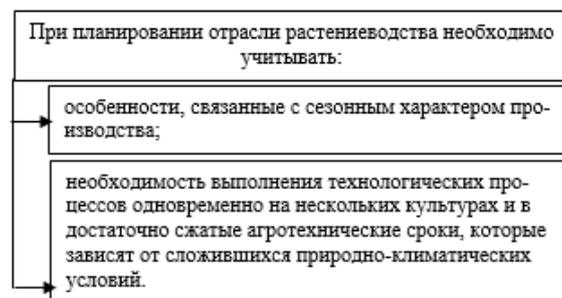 При планировании отрасли растениеводства необходимо
учитывать:
особенности, связанные с сезонным характером про-
изводства;
необходимость выполнения технологических про-
цессов одновременно на нескольких культурах и в
достаточно сжатые агротехнические сроки, которые
зависят от сложившихся природно-климатических
условий.